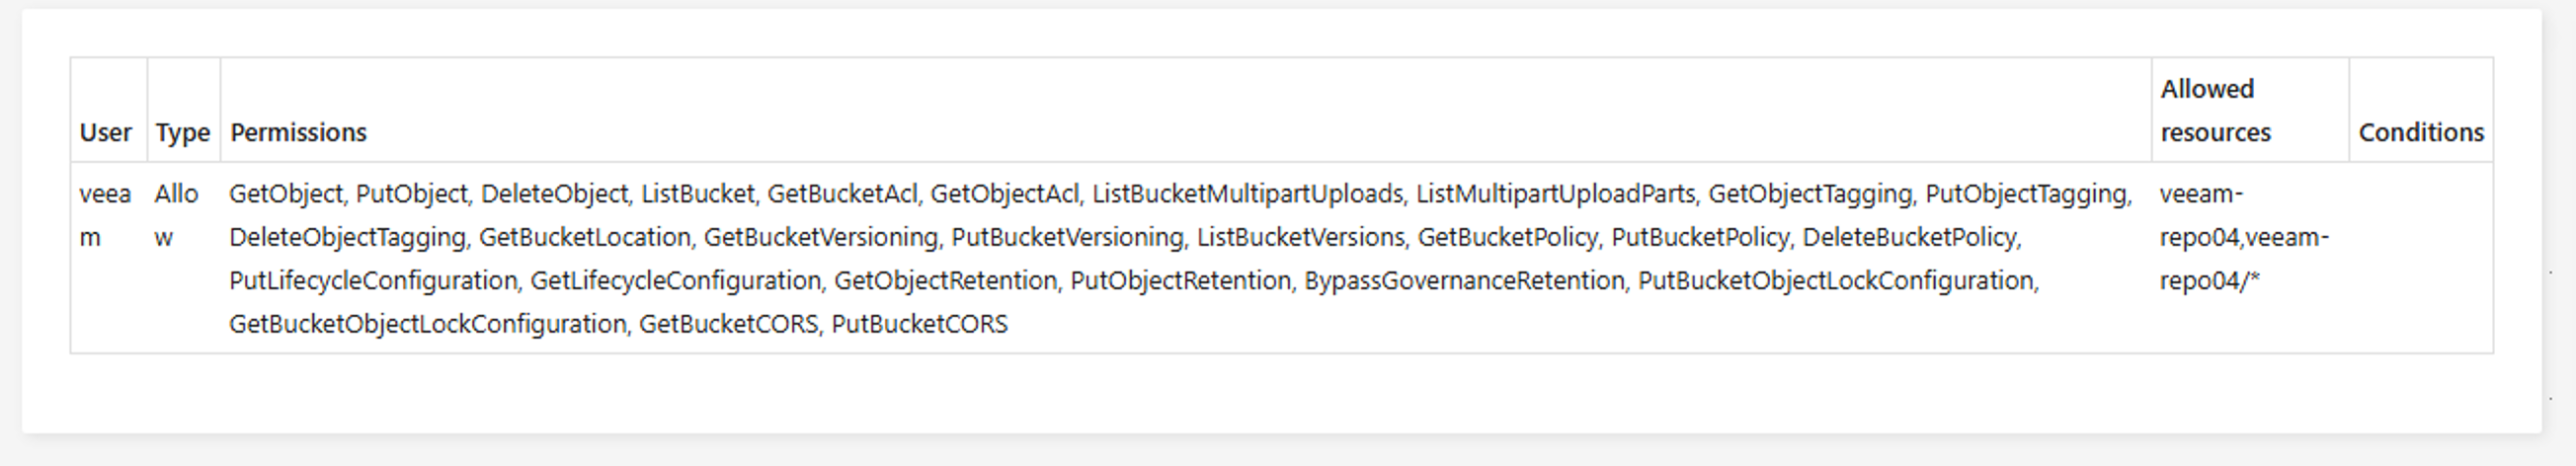 User Type Permissions Allowed resources Conditions
veeam Allow GetObject, PutObject, DeleteObject, ListBucket, GetBucketAcl, GetObjectAcl, ListBucketMultipartUploads, ListMultipartUploadParts, GetObjectTagging, PutObjectTagging, veeam-
DeleteObjectTagging, GetBucketLocation, GetBucketVersioning, PutBucketVersioning, ListBucketVersions, GetBucketPolicy, PutBucketPolicy, DeleteBucketPolicy, repo04,veeam-
PutLifecycleConfiguration, GetLifecycleConfiguration, GetObjectRetention, PutObjectRetention, BypassGovernanceRetention, PutBucketObjectLockConfiguration, repo04/*
GetBucketObjectLockConfiguration, GetBucketCORS, PutBucketCORS